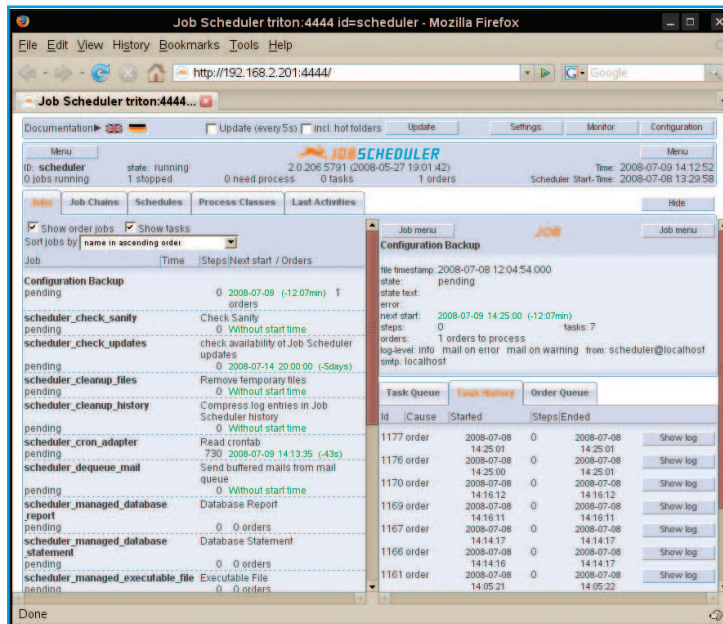 Job Scheduler triton:4444 id=scheduler - Mozilla Firefox
File Edit View History Bookmarks Tools Help
http://192.168.2.201:4444/
Google
Job Scheduler triton:4444...
Documentation
Update (every 5s) incl. hot folders Update Settings Monitor Configuration
Menu JOBSCHEDULER Menu
ID: scheduler state: running 2.0.206.5791 (2008-05-27 19:01:42) Time: 2008-07-09 14:12:52
0 jobs running 1 stopped 0 need process 0 tasks 1 orders Scheduler Start-Time: 2008-07-08 13:29:58
Jobs Job Chains Schedules Process Classes Last Activities Hide
Show order jobs Show tasks
Sort jobs by name in ascending order
Job Time Steps Next start / Orders
Configuration Backup
pending 0 2008-07-09 (-12:07min) 1 orders
scheduler_check_sanity Check Sanity
pending 0 Without start time
scheduler_check_updates check availability of Job Scheduler updates
pending 0 2008-07-14 20:00:00 (-5days)
scheduler_cleanup_files Remove temporary files
pending 0 Without start time
scheduler_cleanup_history Compress log entries in Job Scheduler history
pending 0 Without start time
scheduler_cron_adapter Read crontab
pending 730 2008-07-09 14:13:35 (-43s)
scheduler_dequeue_mail Send buffered mails from mail queue
pending 0 Without start time
scheduler_managed_database_report Database Report
pending 0 0 orders
scheduler_managed_database_statement Database Statement
pending 0 0 orders
scheduler_managed_executable_file Executable File
pending 0 0 orders
Job menu JOB Job menu
Configuration Backup
file timestamp: 2008-07-08 12:04:54.000
state: pending
state text:
error:
next start: 2008-07-09 14:25:00 (-12:07min)
steps: 0 tasks: 7
orders: 1 orders to process
log-level: info mail on error mail on warning from: scheduler@localhost
smtp: localhost
Task Queue Task History Order Queue
Id Cause Started Steps Ended
1177 order 2008-07-08 14:25:01 0 2008-07-08 14:25:01 Show log
1176 order 2008-07-08 14:25:00 0 2008-07-08 14:25:01 Show log
1170 order 2008-07-08 14:16:12 0 2008-07-08 14:16:12 Show log
1169 order 2008-07-08 14:16:11 0 2008-07-08 14:16:11 Show log
1167 order 2008-07-08 14:14:17 0 2008-07-08 14:14:17 Show log
1166 order 2008-07-08 14:14:16 0 2008-07-08 14:14:17 Show log
1161 order 2008-07-08 14:05:21 0 2008-07-08 14:05:22 Show log
Done